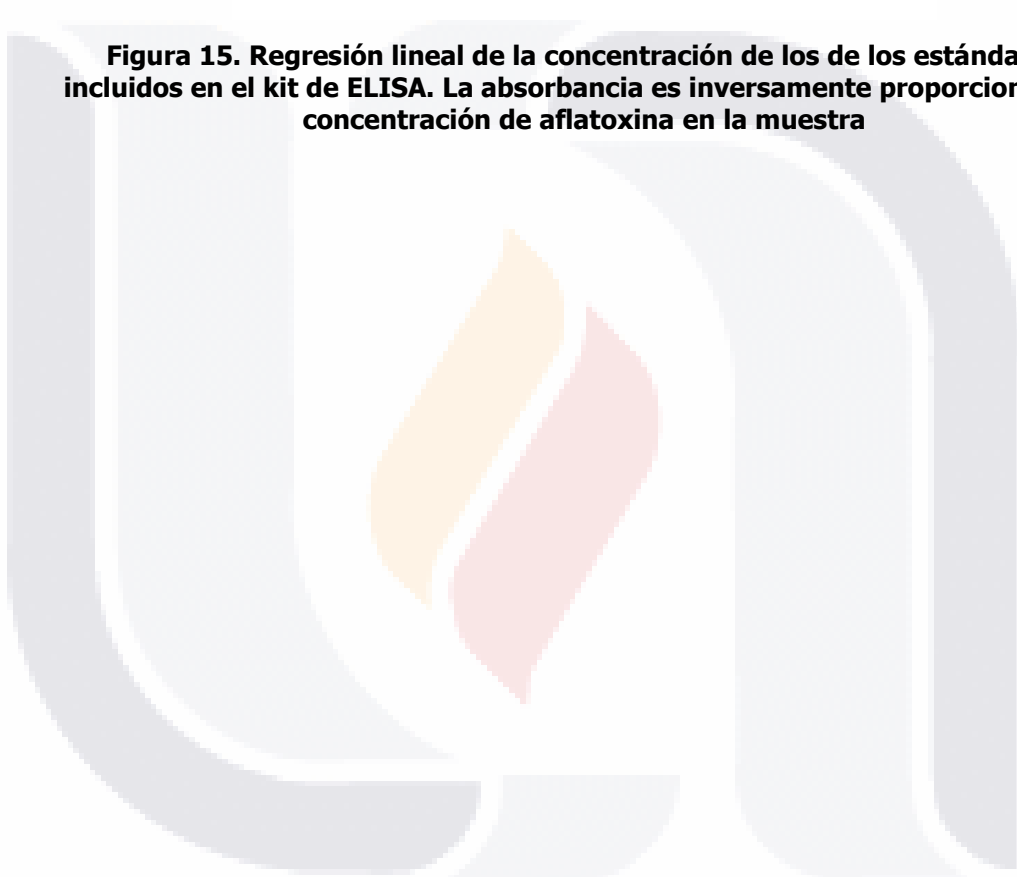 Figura 15. Regresión lineal de la concentración de los de los estánda
incluidos en el kit de ELISA. La absorbancia es inversamente proporcion
concentración de aflatoxina en la muestra